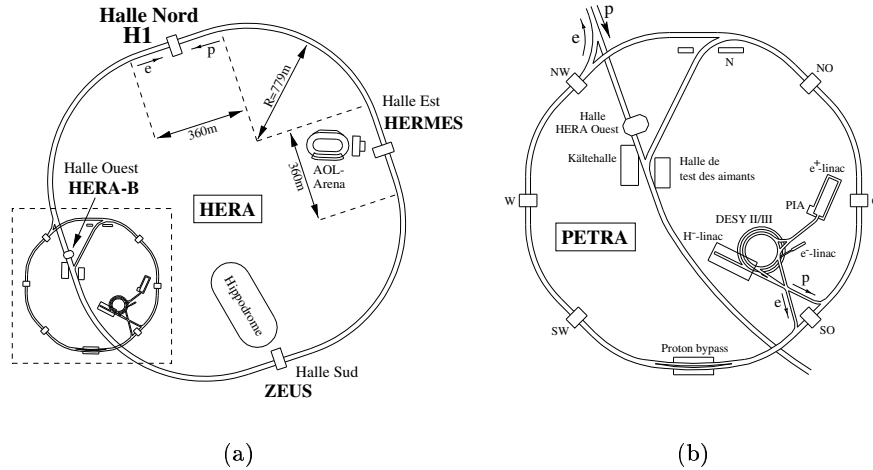 Halle Nord
H1
e
p
R=779m
360m
Halle Est
HERMES
360m
AOL-
Arena
Halle Ouest
HERA-B
HERA
Hippodrome
Halle Sud
ZEUS
(a)
p
e
NW
N
NO
Halle
HERA Ouest
Kältehalle
Halle de
test des aimants
e+-linac
PIA
W
O
DESY II/III
PETRA
H⁻-linac
e⁻-linac
p
e
SW
SO
Proton bypass
(b)